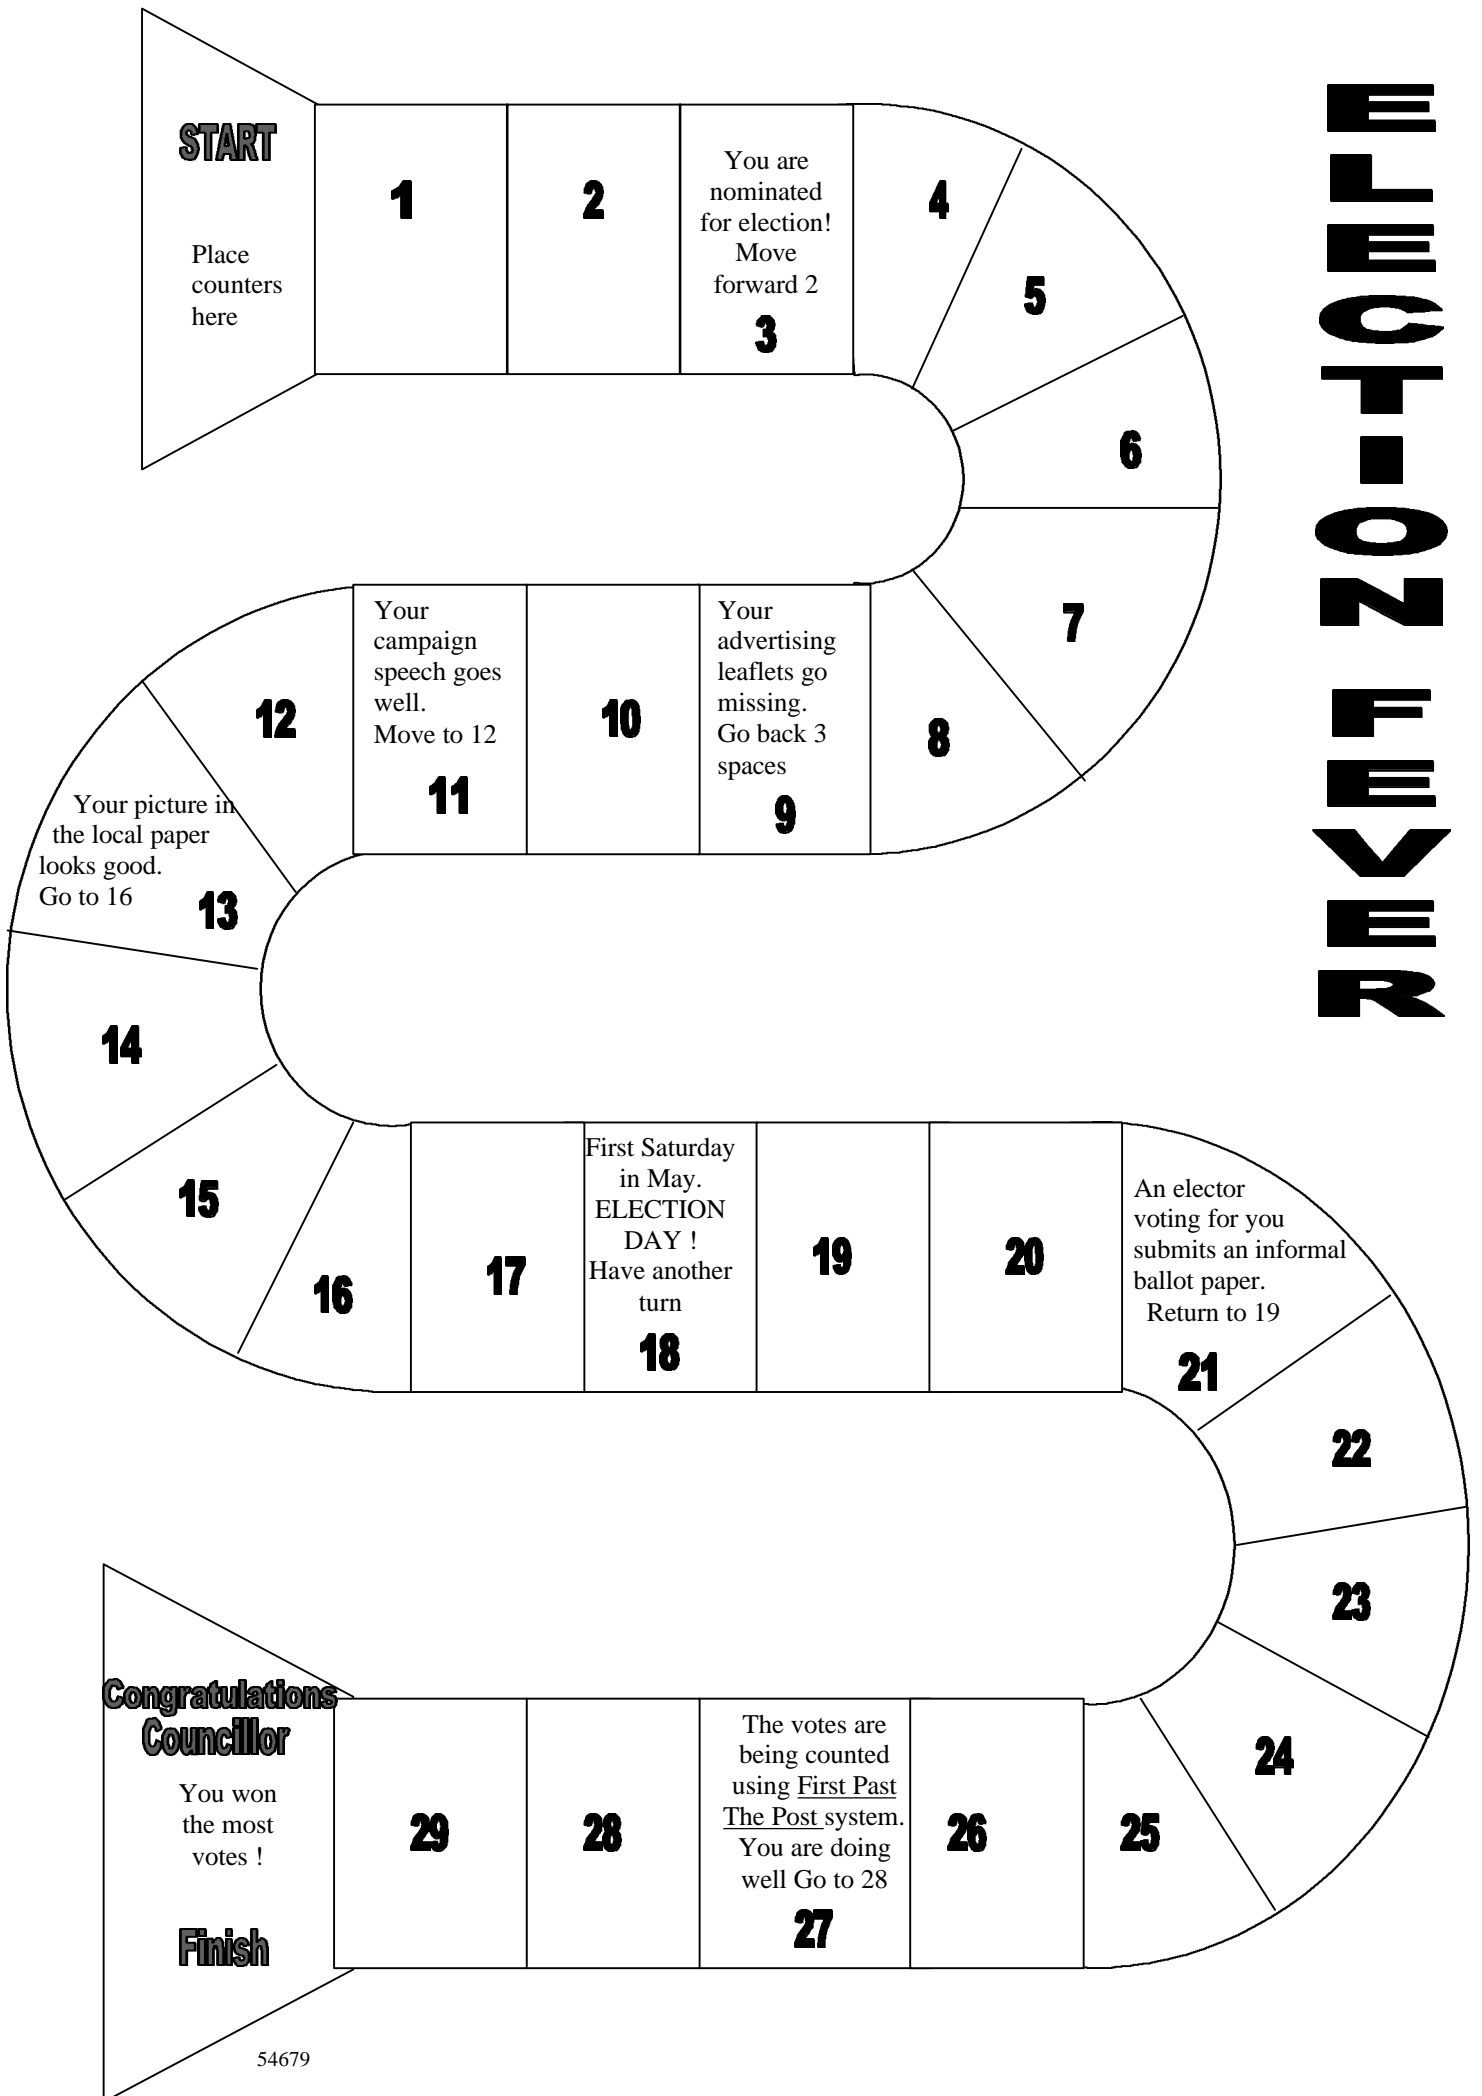 START
Place
counters
here
1
2
You are
nominated
for election!
Move
forward 2
3
4
5
6
7
8
Your
advertising
leaflets go
missing.
Go back 3
spaces
9
10
Your
campaign
speech goes
well.
Move to 12
11
12
Your picture in
the local paper
looks good.
Go to 16
13
14
15
16
17
First Saturday
in May.
ELECTION
DAY !
Have another
turn
18
19
20
An elector
voting for you
submits an informal
ballot paper.
Return to 19
21
22
23
24
25
26
The votes are
being counted
using First Past
The Post system.
You are doing
well Go to 28
27
28
29
Congratulations
Councillor
You won
the most
votes !
Finish
54679
ELECTION FEVER